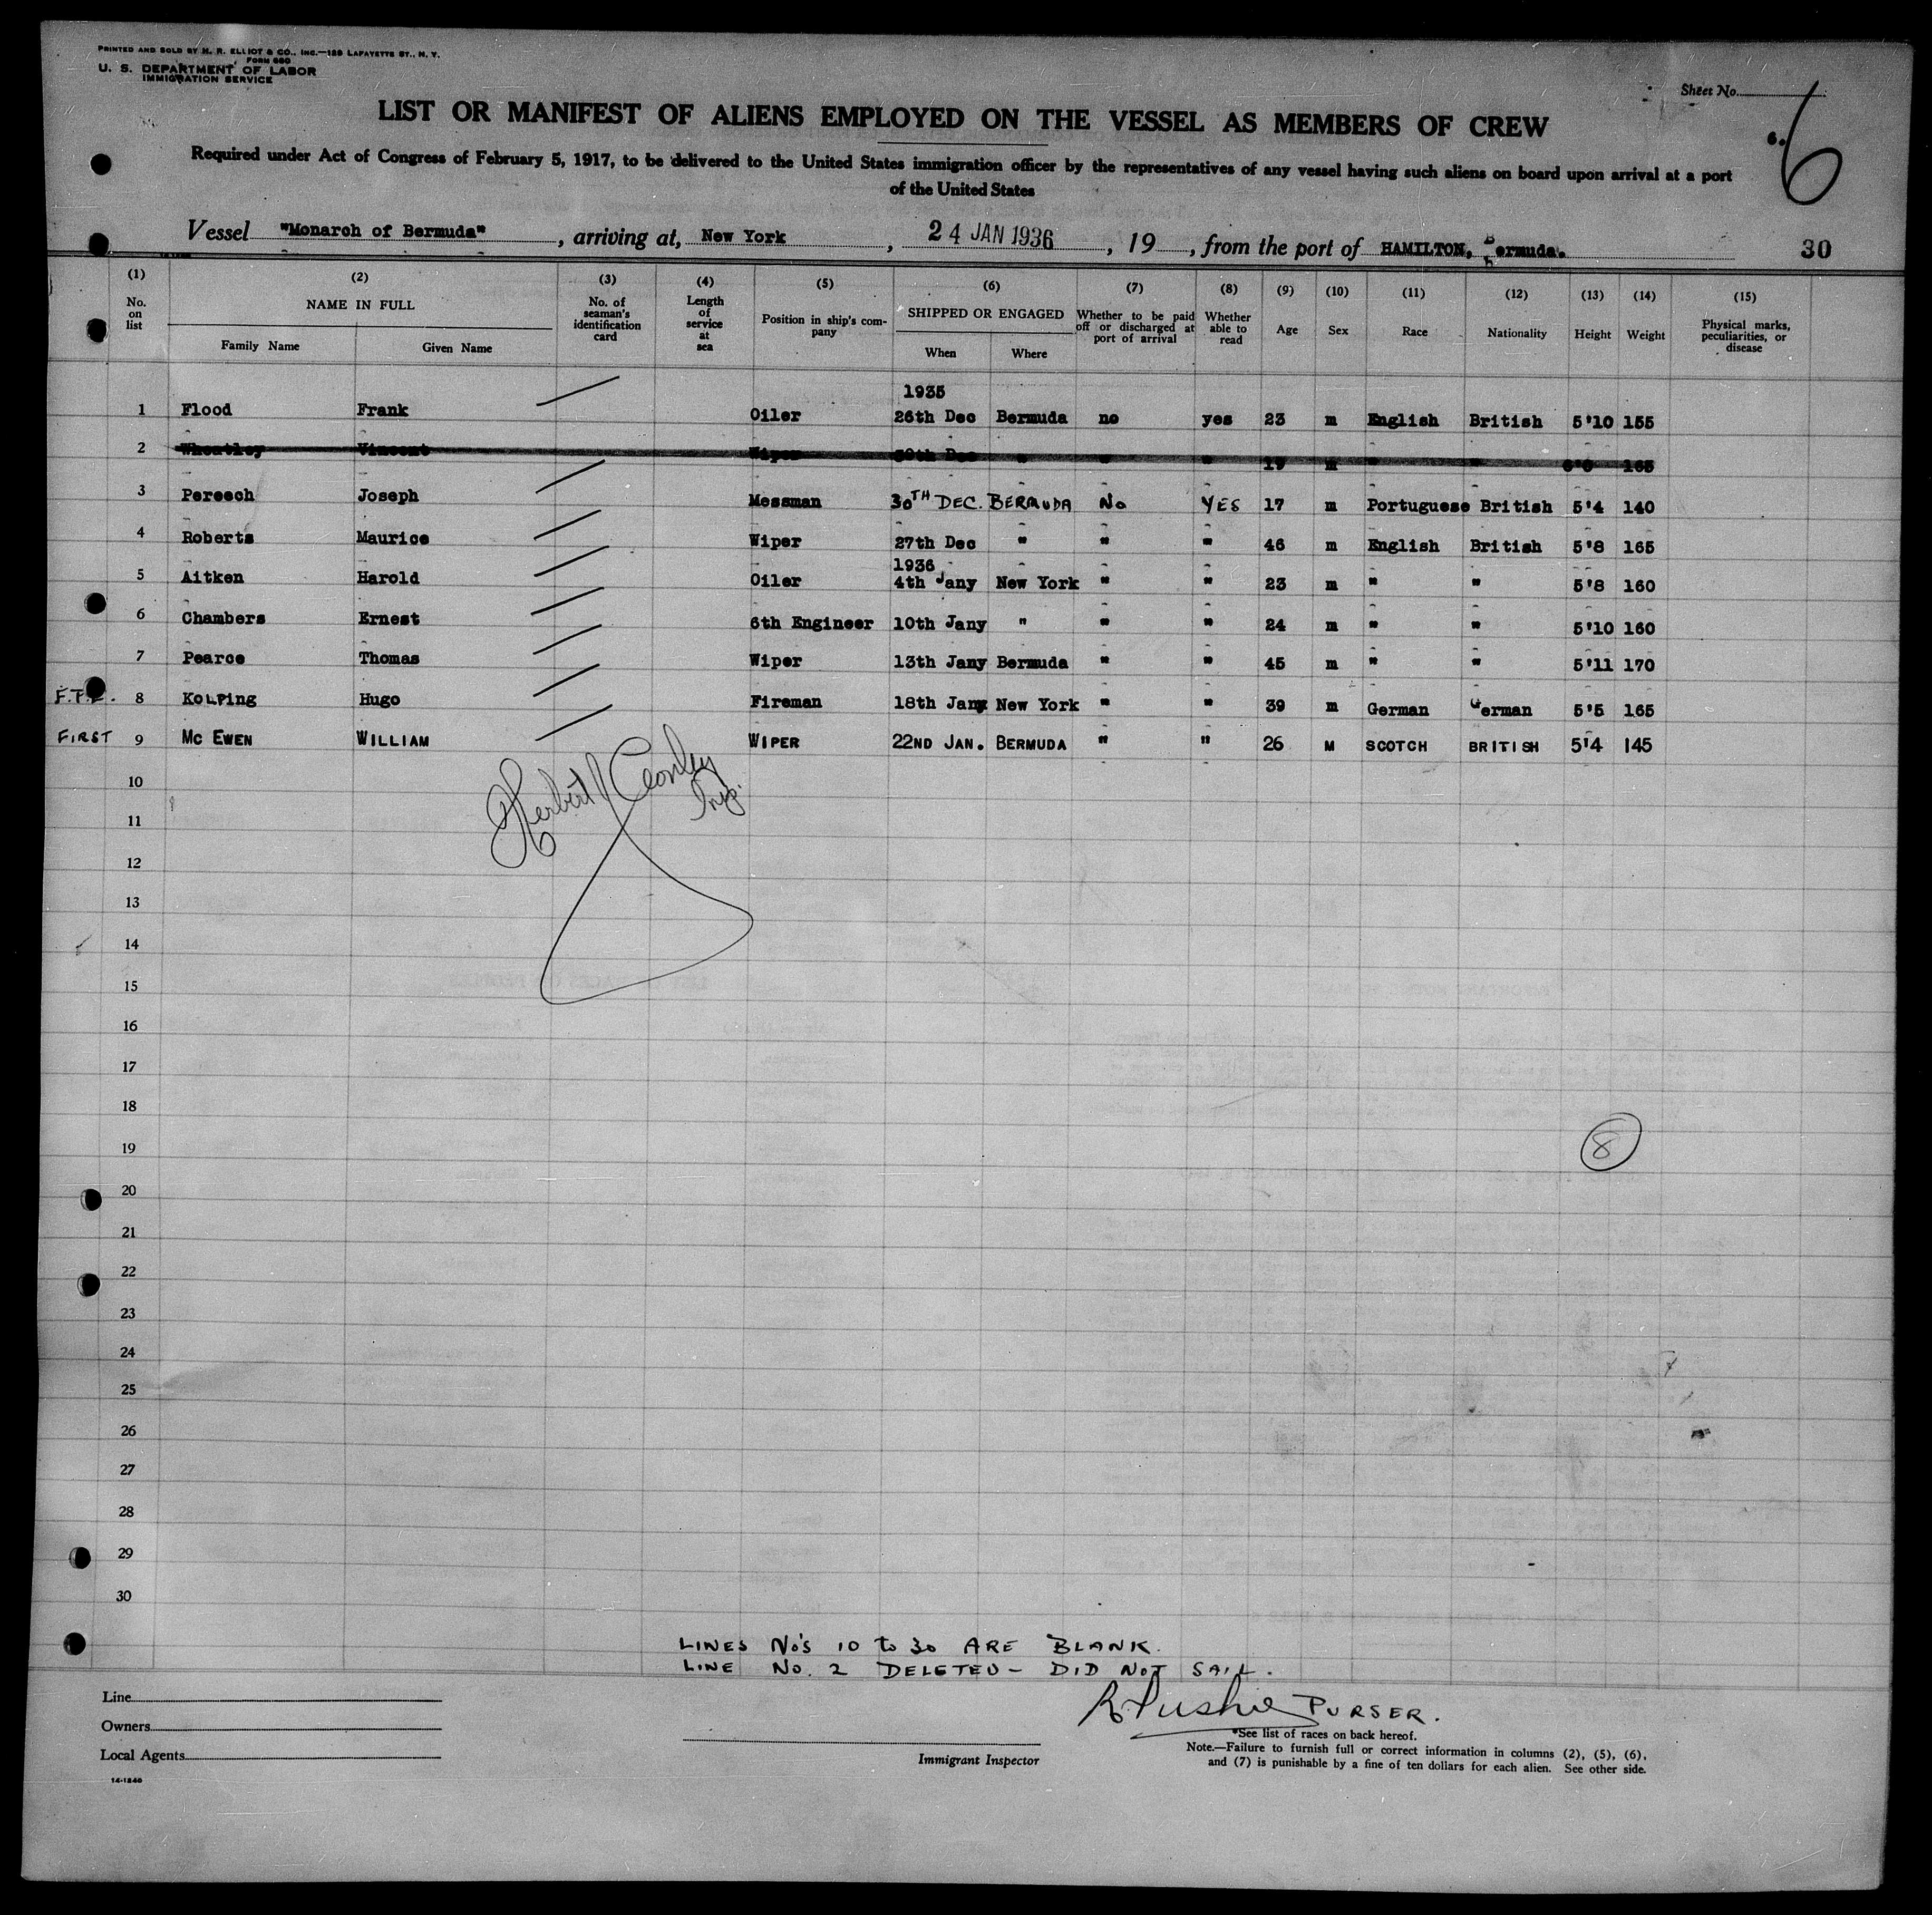 PRINTED AND SOLD BY H. R. ELLIOT & CO., INC.—129 LAFAYETTE ST., N. Y.
FORM 680
U. S. DEPARTMENT OF LABOR
IMMIGRATION SERVICE
Sheet No.
6. 6
LIST OR MANIFEST OF ALIENS EMPLOYED ON THE VESSEL AS MEMBERS OF CREW
Required under Act of Congress of February 5, 1917, to be delivered to the United States immigration officer by the representatives of any vessel having such aliens on board upon arrival at a port
of the United States
Vessel "Monarch of Bermuda", arriving at, New York, 24 JAN 1936, 19, from the port of HAMILTON, Bermuda. 30
(1) (2) (3) (4) (5) (6) (7) (8) (9) (10) (11) (12) (13) (14) (15)
No. on list NAME IN FULL Family Name Given Name No. of seaman's identification card Length of service at sea Position in ship's company SHIPPED OR ENGAGED When Where Whether to be paid off or discharged at port of arrival Whether able to read Age Sex Race Nationality Height Weight Physical marks, peculiarities, or disease
1935
1 Flood Frank Oiler 26th Dec Bermuda no yes 23 m English British 5'10 155
2 Wheatley Vincent Wiper 30th Dec " " " 19 m " " 165
3 Pereech Joseph Messman 30TH DEC. BERMUDA No YES 17 m Portuguese British 5'4 140
4 Roberts Maurice Wiper 27th Dec " " " 46 m English British 5'8 165
1936
5 Aitken Harold Oiler 4th Jany New York " " 23 m " " 5'8 160
6 Chambers Ernest 6th Engineer 10th Jany " " " 24 m " " 5'10 160
7 Pearce Thomas Wiper 13th Jany Bermuda " " 45 m " " 5'11 170
8 Kolping Hugo Fireman 18th Jany New York " " 39 m German German 5'5 165
FIRST 9 Mc EWEN WILLIAM WIPER 22ND JAN. BERMUDA " " 26 M SCOTCH BRITISH 5'4 145
Herbert J Conley
Insp.
10
11
12
13
14
15
16
17
18
19 8
20
21
22
23
24
25
26
27
28
29
30
LINES No's 10 to 30 ARE BLANK.
LINE No. 2 DELETED - DID NOT SAIL.
PURSER.
Line
Owners
Local Agents
14-1240
Immigrant Inspector
*See list of races on back hereof.
Note.—Failure to furnish full or correct information in columns (2), (5), (6),
and (7) is punishable by a fine of ten dollars for each alien. See other side.